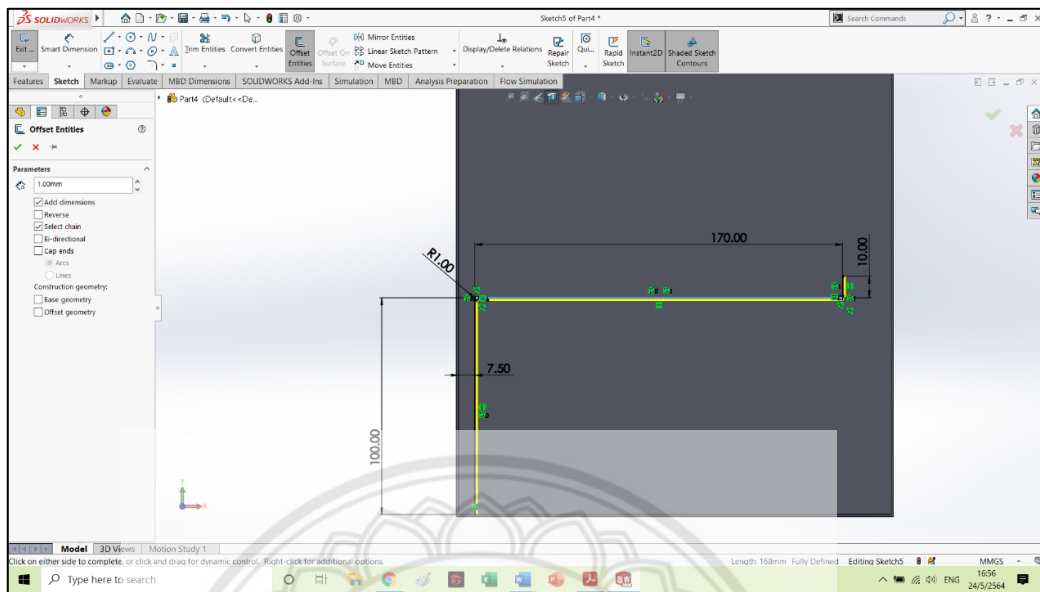 SOLIDWORKS
Sketch5 of Part4 *
Search Commands
Exit ...
Smart Dimension
Trim Entities
Convert Entities
Offset Entities
Offset On Surface
Mirror Entities
Linear Sketch Pattern
Move Entities
Display/Delete Relations
Repair Sketch
Qui...
Rapid Sketch
Instant2D
Shaded Sketch Contours
Features Sketch Markup Evaluate MBD Dimensions SOLIDWORKS Add-Ins Simulation MBD Analysis Preparation Flow Simulation
Part4 (Default<<De...
Offset Entities
Parameters
1.00mm
Add dimensions
Reverse
Select chain
Bi-directional
Cap ends
Arcs
Lines
Construction geometry:
Base geometry
Offset geometry
170.00
10.00
R1.00
7.50
100.00
Y
X
Model 3D Views Motion Study 1
Click on either side to complete, or click and drag for dynamic control. Right-click for additional options.
Length: 168mm Fully Defined Editing Sketch5 MMGS
Type here to search
ENG
16:56
24/5/2564